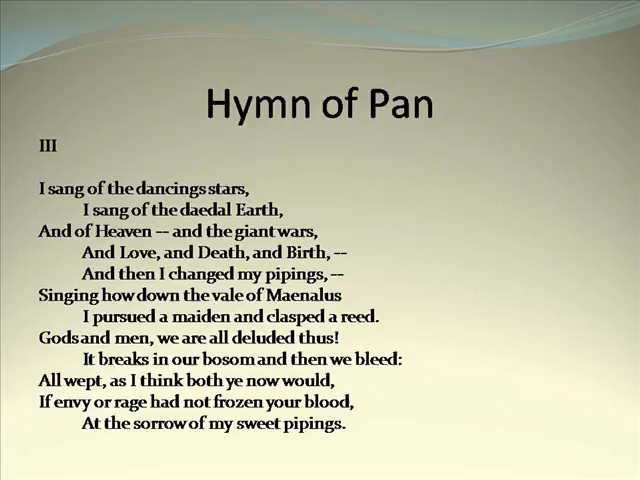 Hymn of Pan
III
I sang of the dancings stars,
I sang of the daedal Earth,
And of Heaven -- and the giant wars,
And Love, and Death, and Birth, --
And then I changed my pipings, --
Singing how down the vale of Maenalus
I pursued a maiden and clasped a reed.
Gods and men, we are all deluded thus!
It breaks in our bosom and then we bleed:
All wept, as I think both ye now would,
If envy or rage had not frozen your blood,
At the sorrow of my sweet pipings.